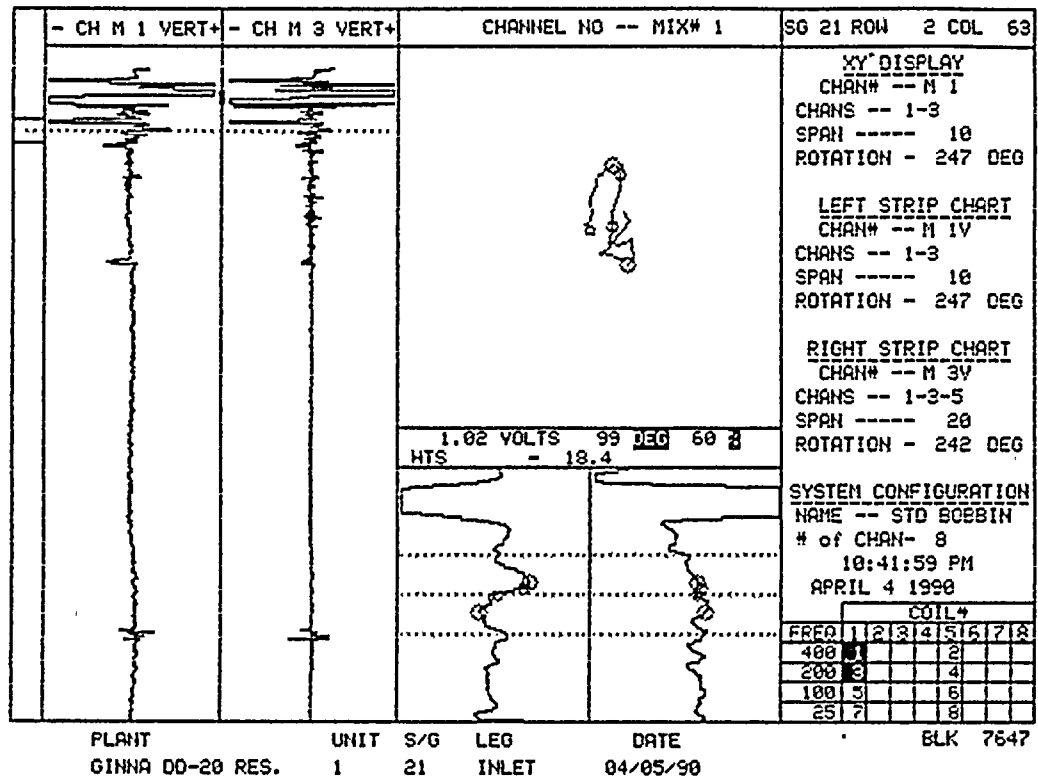 - CH M 1 VERT+
- CH M 3 VERT+
CHANNEL NO -- MIX# 1
SG 21 ROW 2 COL 63
XY DISPLAY
CHAN# -- M 1
CHANS -- 1-3
SPAN ----- 10
ROTATION - 247 DEG
LEFT STRIP CHART
CHAN# -- M 1V
CHANS -- 1-3
SPAN ----- 10
ROTATION - 247 DEG
RIGHT STRIP CHART
CHAN# -- M 3V
CHANS -- 1-3-5
SPAN ----- 20
ROTATION - 242 DEG
1.02 VOLTS 99 DEG 60
HTS - 18.4
SYSTEM CONFIGURATION
NAME -- STD BOBBIN
# of CHAN- 8
10:41:59 PM
APRIL 4 1990
COIL#
FREQ 1 2 3 4 5 6 7 8
400 1 2
200 3 4
100 5 6
25 7 8
PLANT UNIT S/G LEG DATE BLK 7647
GINNA DD-20 RES. 1 21 INLET 04/05/90